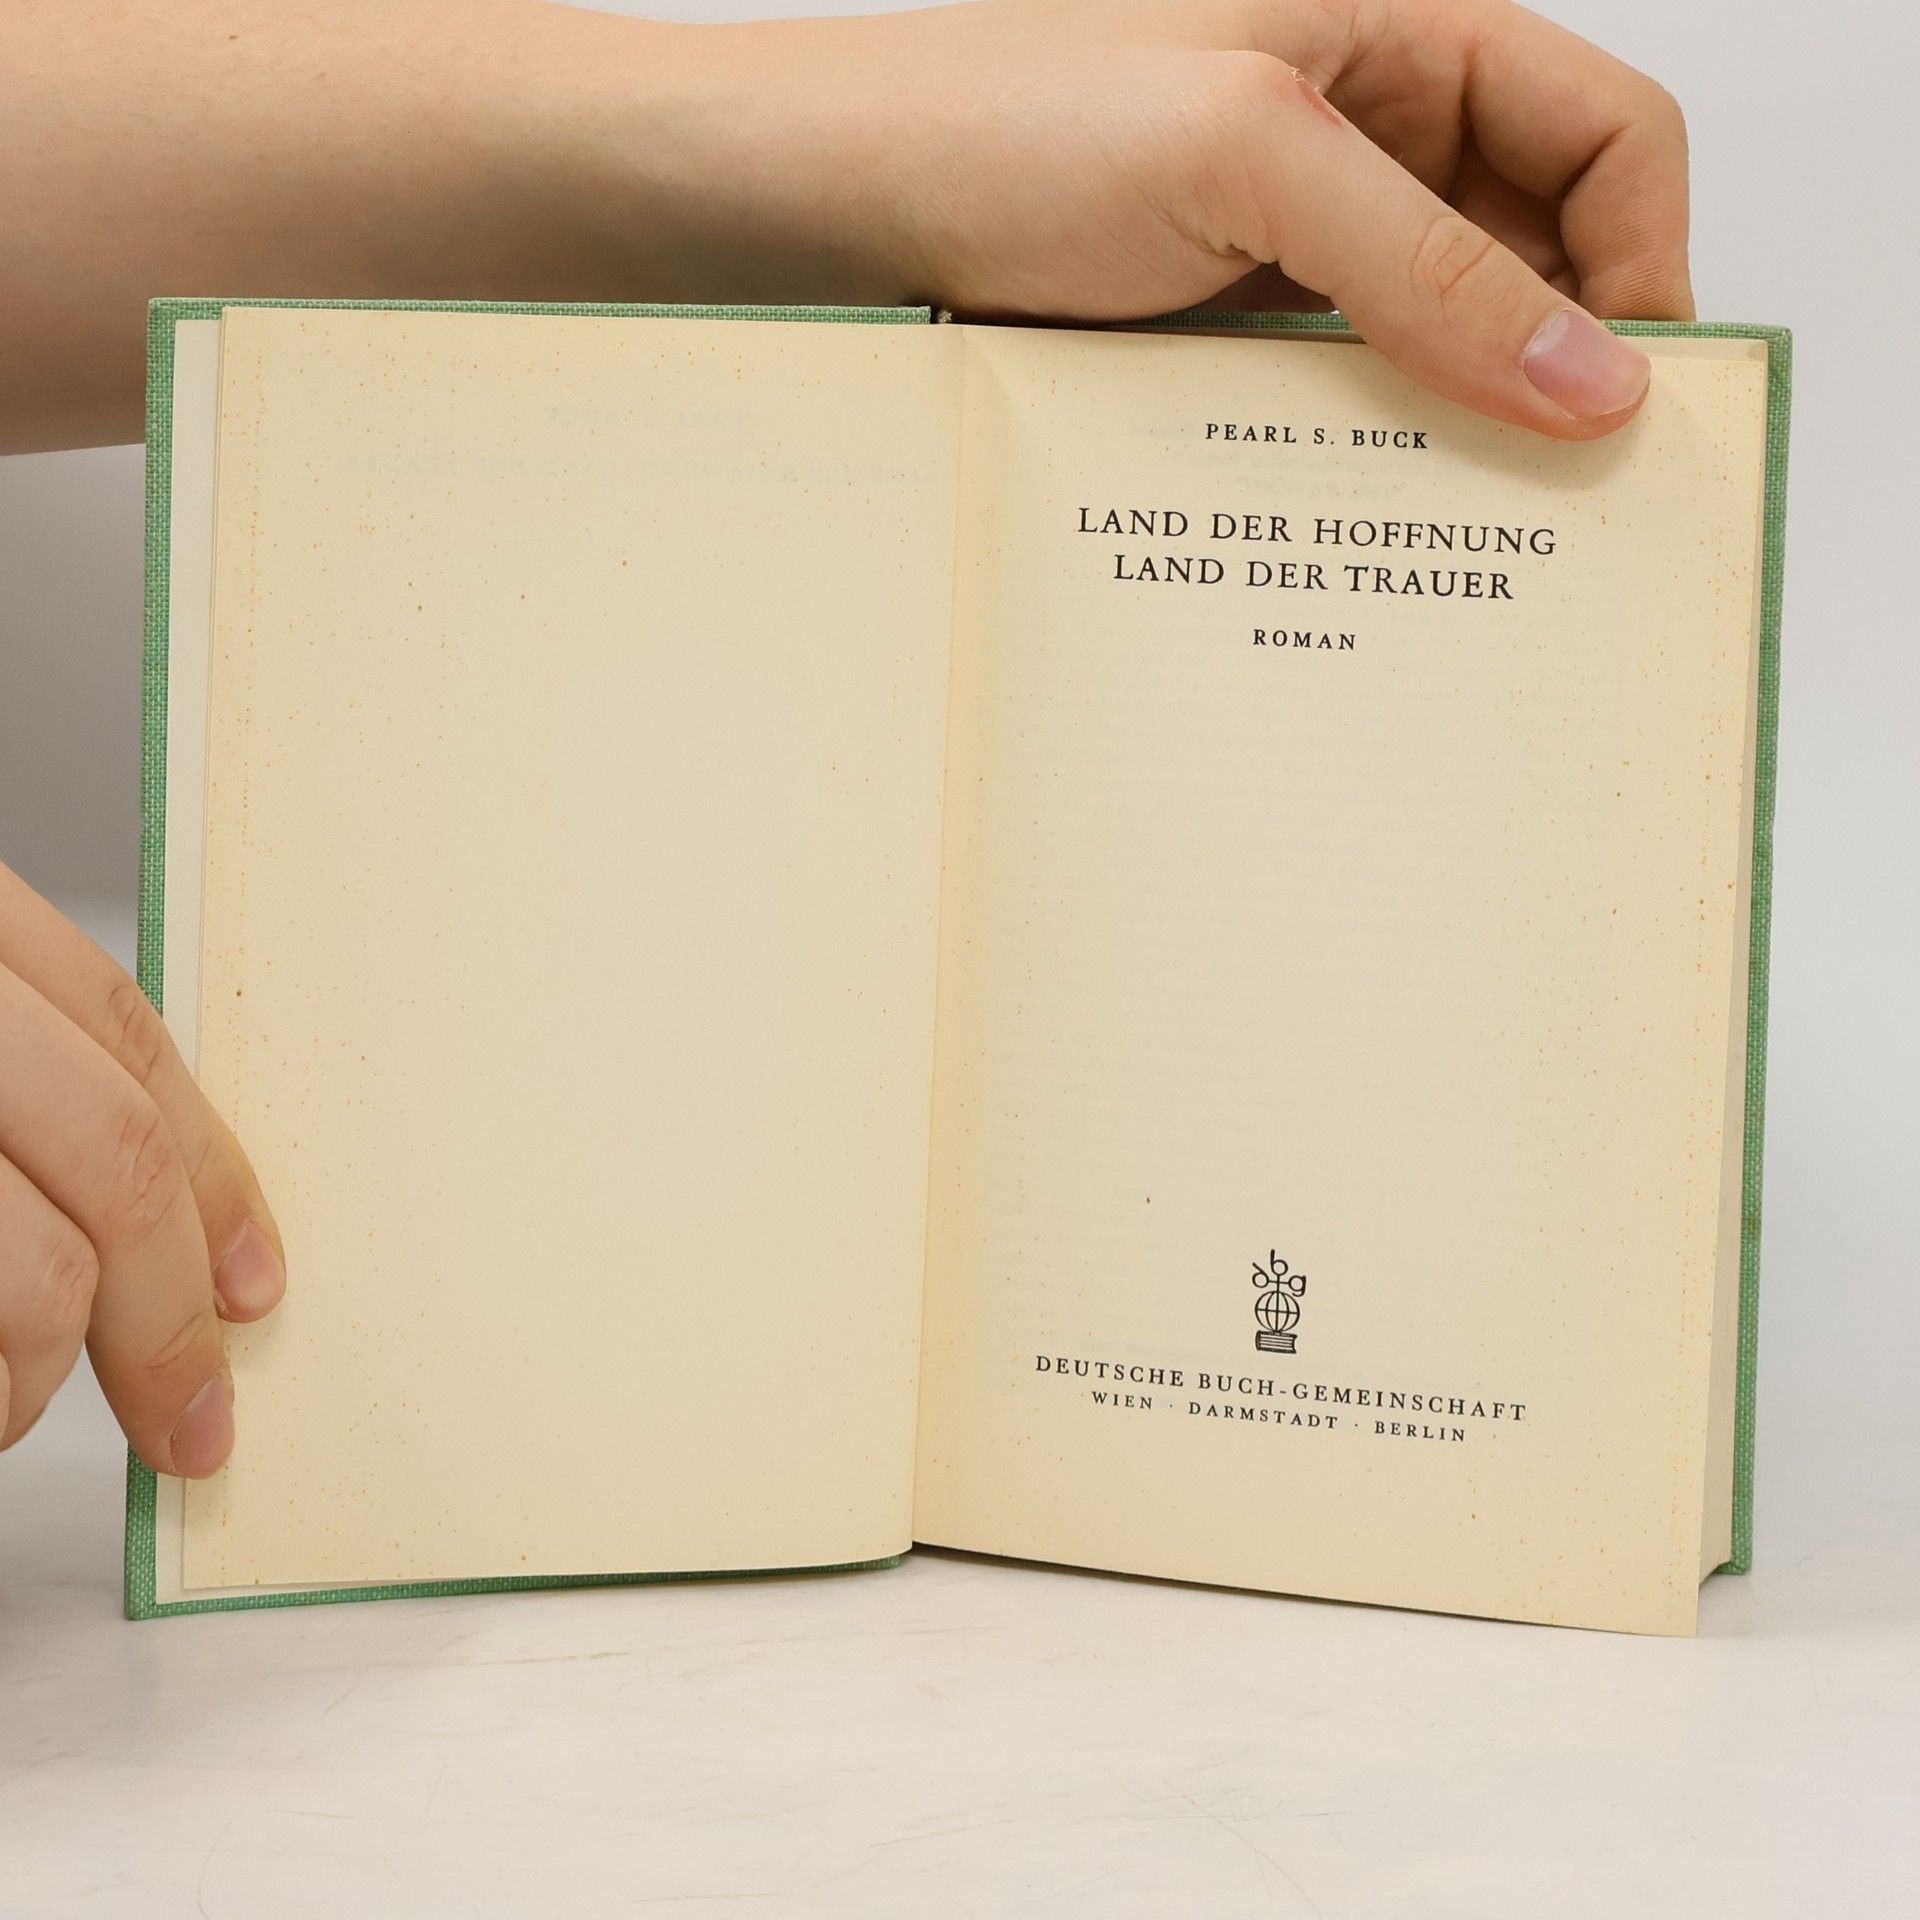 PEARL S. BUCK
LAND DER HOFFNUNG
LAND DER TRAUER
ROMAN
dbg
DEUTSCHE BUCH-GEMEINSCHAFT
WIEN · DARMSTADT · BERLIN